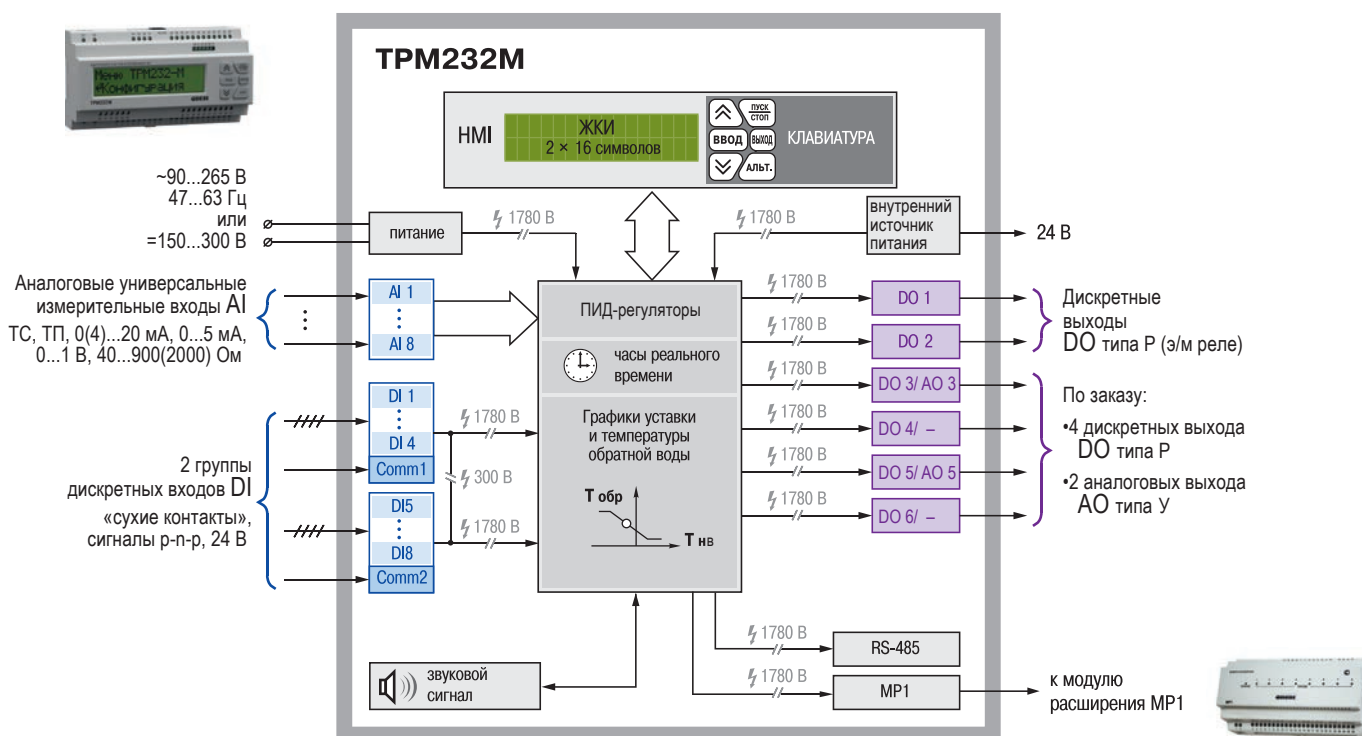 Меню ТРМ232-М
Конфигурация
ТРМ232М
HMI
ЖКИ
2 × 16 символов
ПУСК
СТОП
ВВОД
ВЫХОД
АЛЬТ.
КЛАВИАТУРА
~90...265 В
47...63 Гц
или
=150...300 В
питание
1780 В
1780 В
внутренний
источник
питания
24 В
Аналоговые универсальные
измерительные входы AI
ТС, ТП, 0(4)...20 мА, 0...5 мА,
0...1 В, 40...900(2000) Ом
AI 1
AI 8
ПИД-регуляторы
часы реального
времени
Графики уставки
и температуры
обратной воды
Т обр
Т нв
1780 В
DO 1
1780 В
DO 2
Дискретные
выходы
DO типа Р (э/м реле)
1780 В
DO 3/ AO 3
1780 В
DO 4/ –
1780 В
DO 5/ AO 5
1780 В
DO 6/ –
По заказу:
•4 дискретных выхода
DO типа Р
•2 аналоговых выхода
AO типа У
2 группы
дискретных входов DI
«сухие контакты»,
сигналы p-n-p, 24 В
DI 1
DI 4
Comm1
DI5
DI8
Comm2
1780 В
300 В
1780 В
звуковой
сигнал
1780 В
RS-485
1780 В
МР1
к модулю
расширения МР1